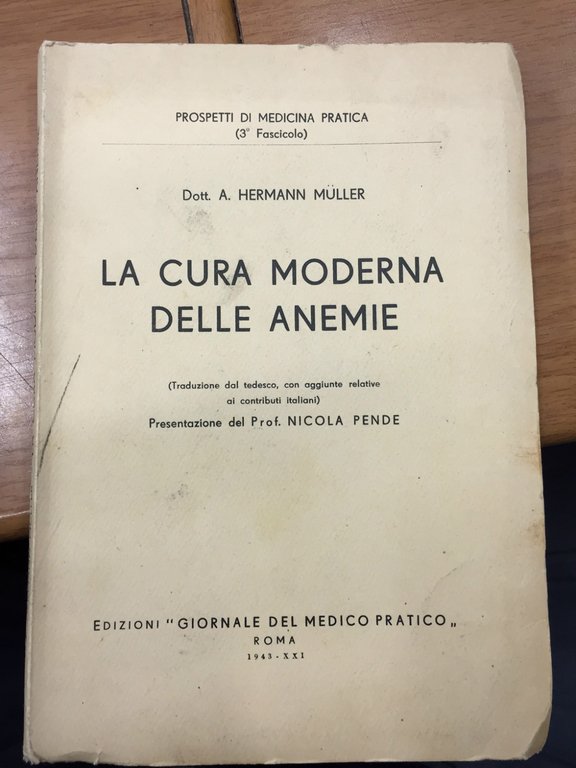 PROSPETTI DI MEDICINA PRATICA
(3° Fascicolo)
Dott. A. HERMANN MÜLLER
LA CURA MODERNA
DELLE ANEMIE
(Traduzione dal tedesco, con aggiunte relative
ai contributi italiani)
Presentazione del Prof. NICOLA PENDE
EDIZIONI "GIORNALE DEL MEDICO PRATICO„
ROMA
1943-XXI